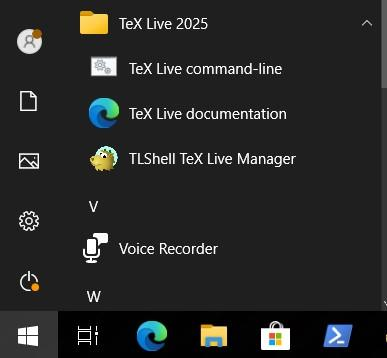 TeX Live 2025
TeX Live command-line
TeX Live documentation
TLShell TeX Live Manager
V
Voice Recorder
W